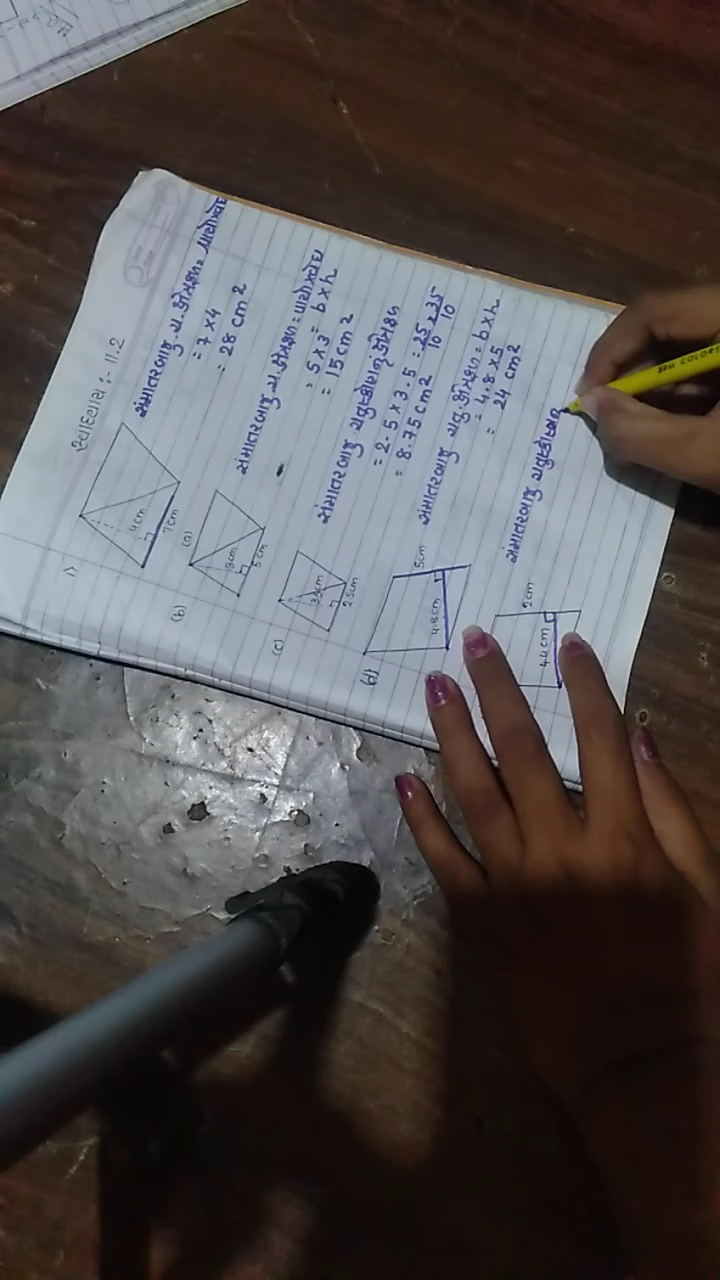 સ્વાધ્યાય :- 11.2
1)
4cm
7cm
સમાતરબાજુ ચ. ક્ષેત્રફળ = પાયો x વેધ
= 7 x 4
= 28 cm2
(a)
(b)
3cm
5cm
સમાતરબાજુ ચ. ક્ષેત્રફળ = પાયો x વેધ
= 5 x 3 = b x h
= 15 cm2
(c)
3.5cm
2.5cm
સમાતરબાજુ ચતુષ્કોણનું ક્ષેત્રફળ
= 2.5 x 3.5 = 25/10 x 35/10
= 8.75 cm2
(d)
5cm
4.8cm
સમાતરબાજુ ચતુ. ક્ષેત્રફળ = b x h
= 4.8 x 5
= 24 cm2
2cm
4.4cm
સમાતરબાજુ ચતુષ્કોણન